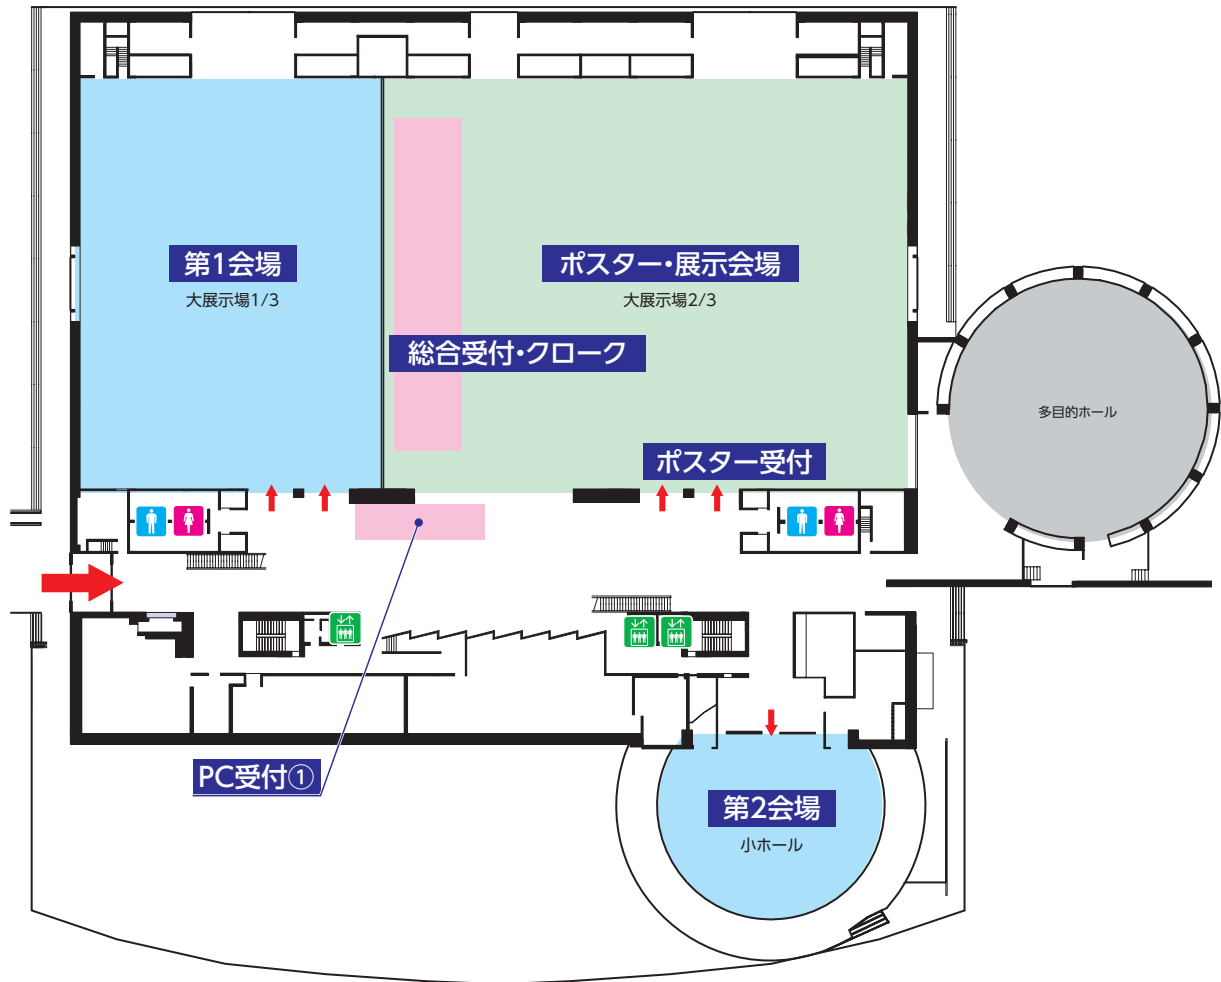 第1会場
大展示場1/3
ポスター・展示会場
大展示場2/3
総合受付・クローク
多目的ホール
ポスター受付
PC受付①
第2会場
小ホール